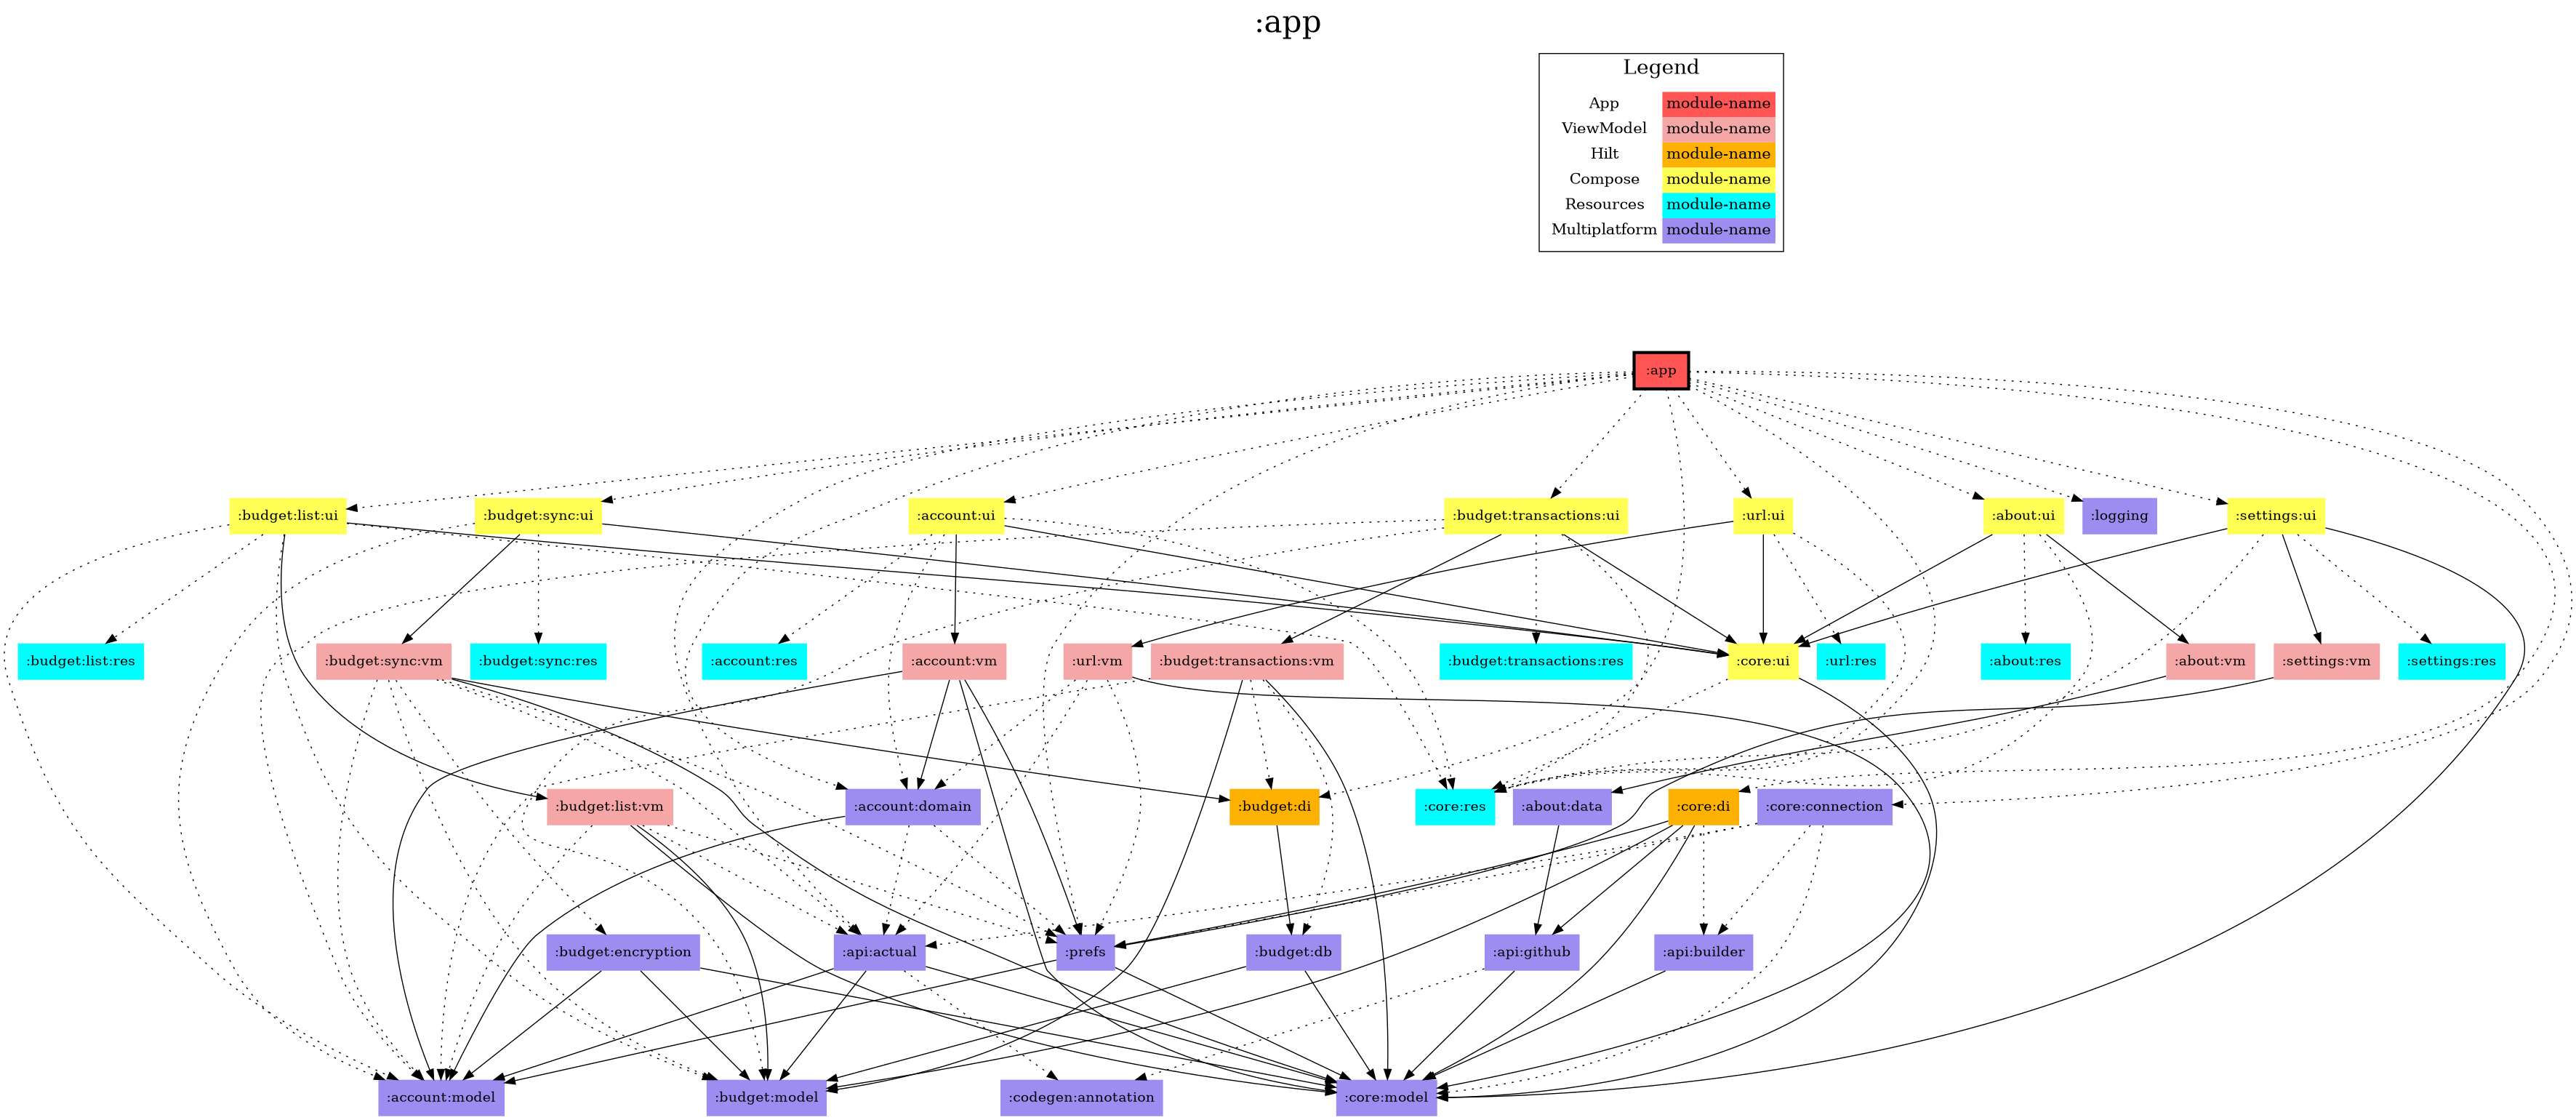 :app
Legend
App module-name
ViewModel module-name
Hilt module-name
Compose module-name
Resources module-name
Multiplatform module-name
:app
:budget:list:ui :budget:sync:ui :account:ui :budget:transactions:ui :url:ui :about:ui :logging :settings:ui
:budget:list:res :budget:sync:vm :budget:sync:res :account:res :account:vm :url:vm :budget:transactions:vm :budget:transactions:res :core:ui :url:res :about:res :about:vm :settings:vm :settings:res
:budget:list:vm :account:domain :budget:di :core:res :about:data :core:di :core:connection
:budget:encryption :api:actual :prefs :budget:db :api:github :api:builder
:account:model :budget:model :codegen:annotation :core:model